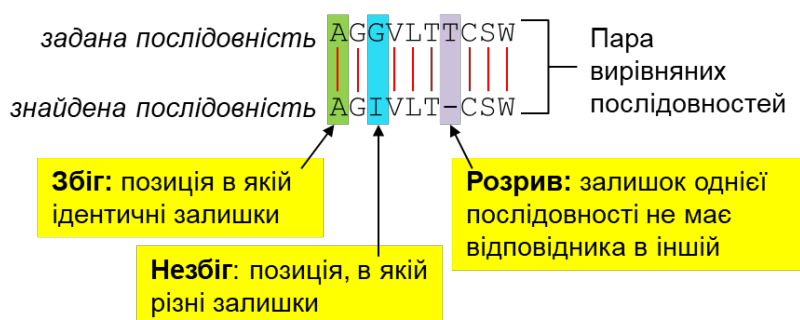 задана послідовність AGGVLTTCSW
знайдена послідовність AGIVLT-CSW
Пара
вирівняних
послідовностей
Збіг: позиція в якій
ідентичні залишки
Незбіг: позиція, в якій
різні залишки
Розрив: залишок однієї
послідовності не має
відповідника в іншій